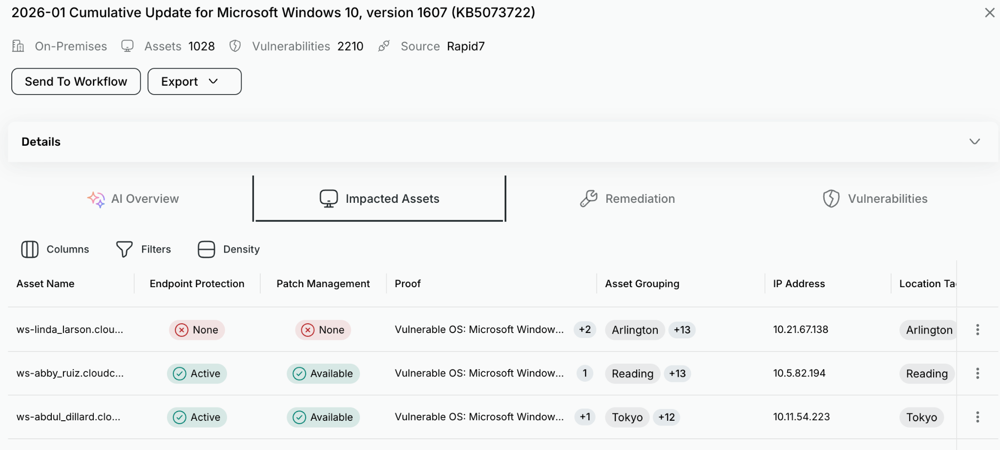 2026-01 Cumulative Update for Microsoft Windows 10, version 1607 (KB5073722)
On-Premises Assets 1028 Vulnerabilities 2210 Source Rapid7
Send To Workflow Export
Details
AI Overview Impacted Assets Remediation Vulnerabilities
Columns Filters Density
Asset Name Endpoint Protection Patch Management Proof Asset Grouping IP Address Location Ta
ws-linda_larson.clou... None None Vulnerable OS: Microsoft Window... +2 Arlington +13 10.21.67.138 Arlington
ws-abby_ruiz.cloudc... Active Available Vulnerable OS: Microsoft Window... 1 Reading +13 10.5.82.194 Reading
ws-abdul_dillard.clo... Active Available Vulnerable OS: Microsoft Window... +1 Tokyo +12 10.11.54.223 Tokyo